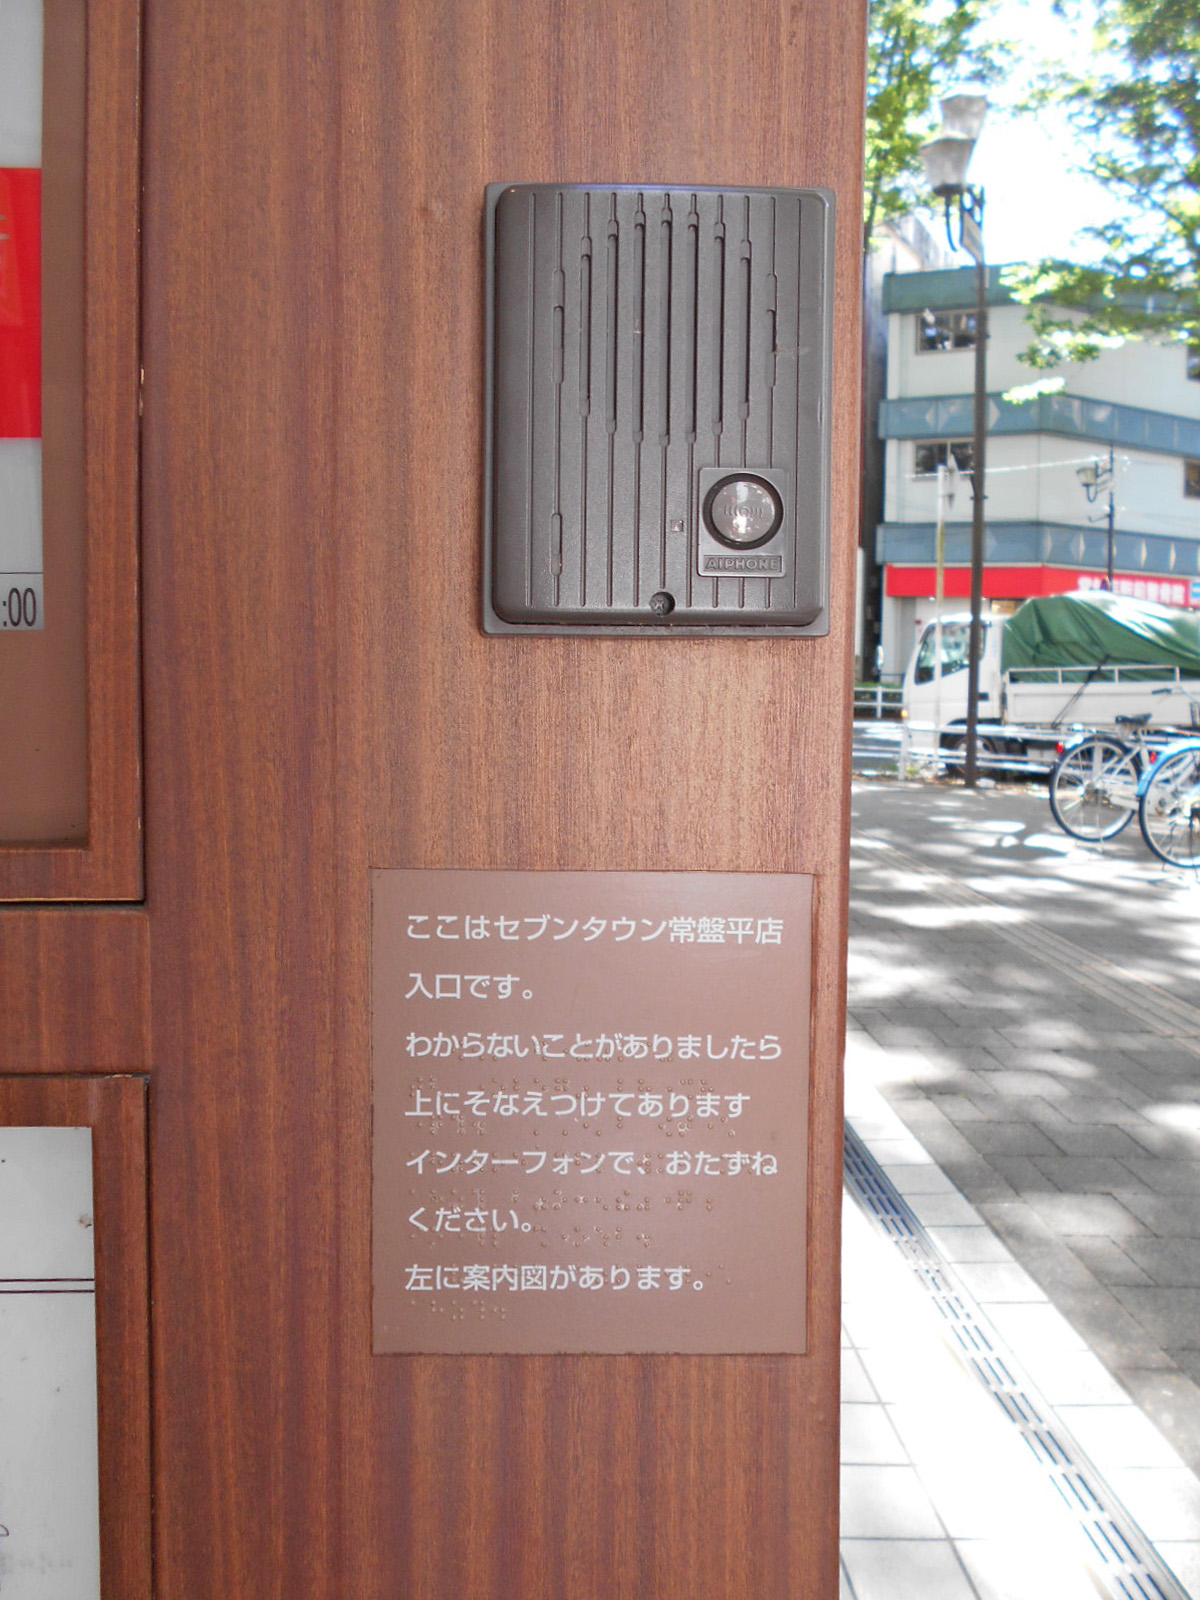 :00
AIPHONE
ここはセブンタウン常盤平店
入口です。
わからないことがありましたら
上にそなえつけてあります
インターフォンで、おたずね
ください。
左に案内図があります。